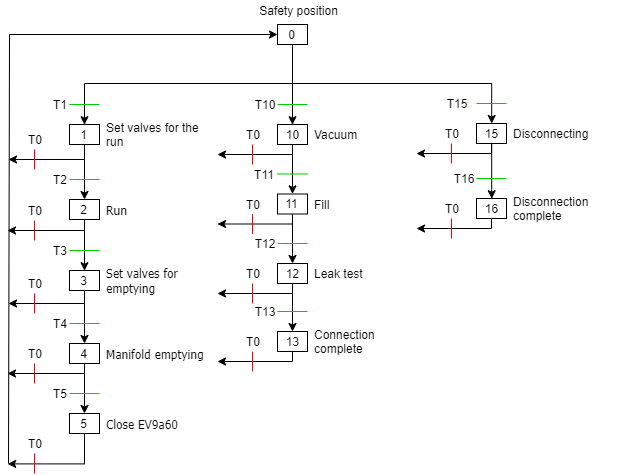 Safety position
0
T1
T10
T15
1
Set valves for the
run
10
Vacuum
15
Disconnecting
T0
T0
T0
T2
T11
T16
2
Run
11
Fill
16
Disconnection
complete
T0
T0
T0
T3
T12
3
Set valves for
emptying
12
Leak test
T0
T0
T4
T13
4
Manifold emptying
13
Connection
complete
T0
T0
T5
5
Close EV9a60
T0